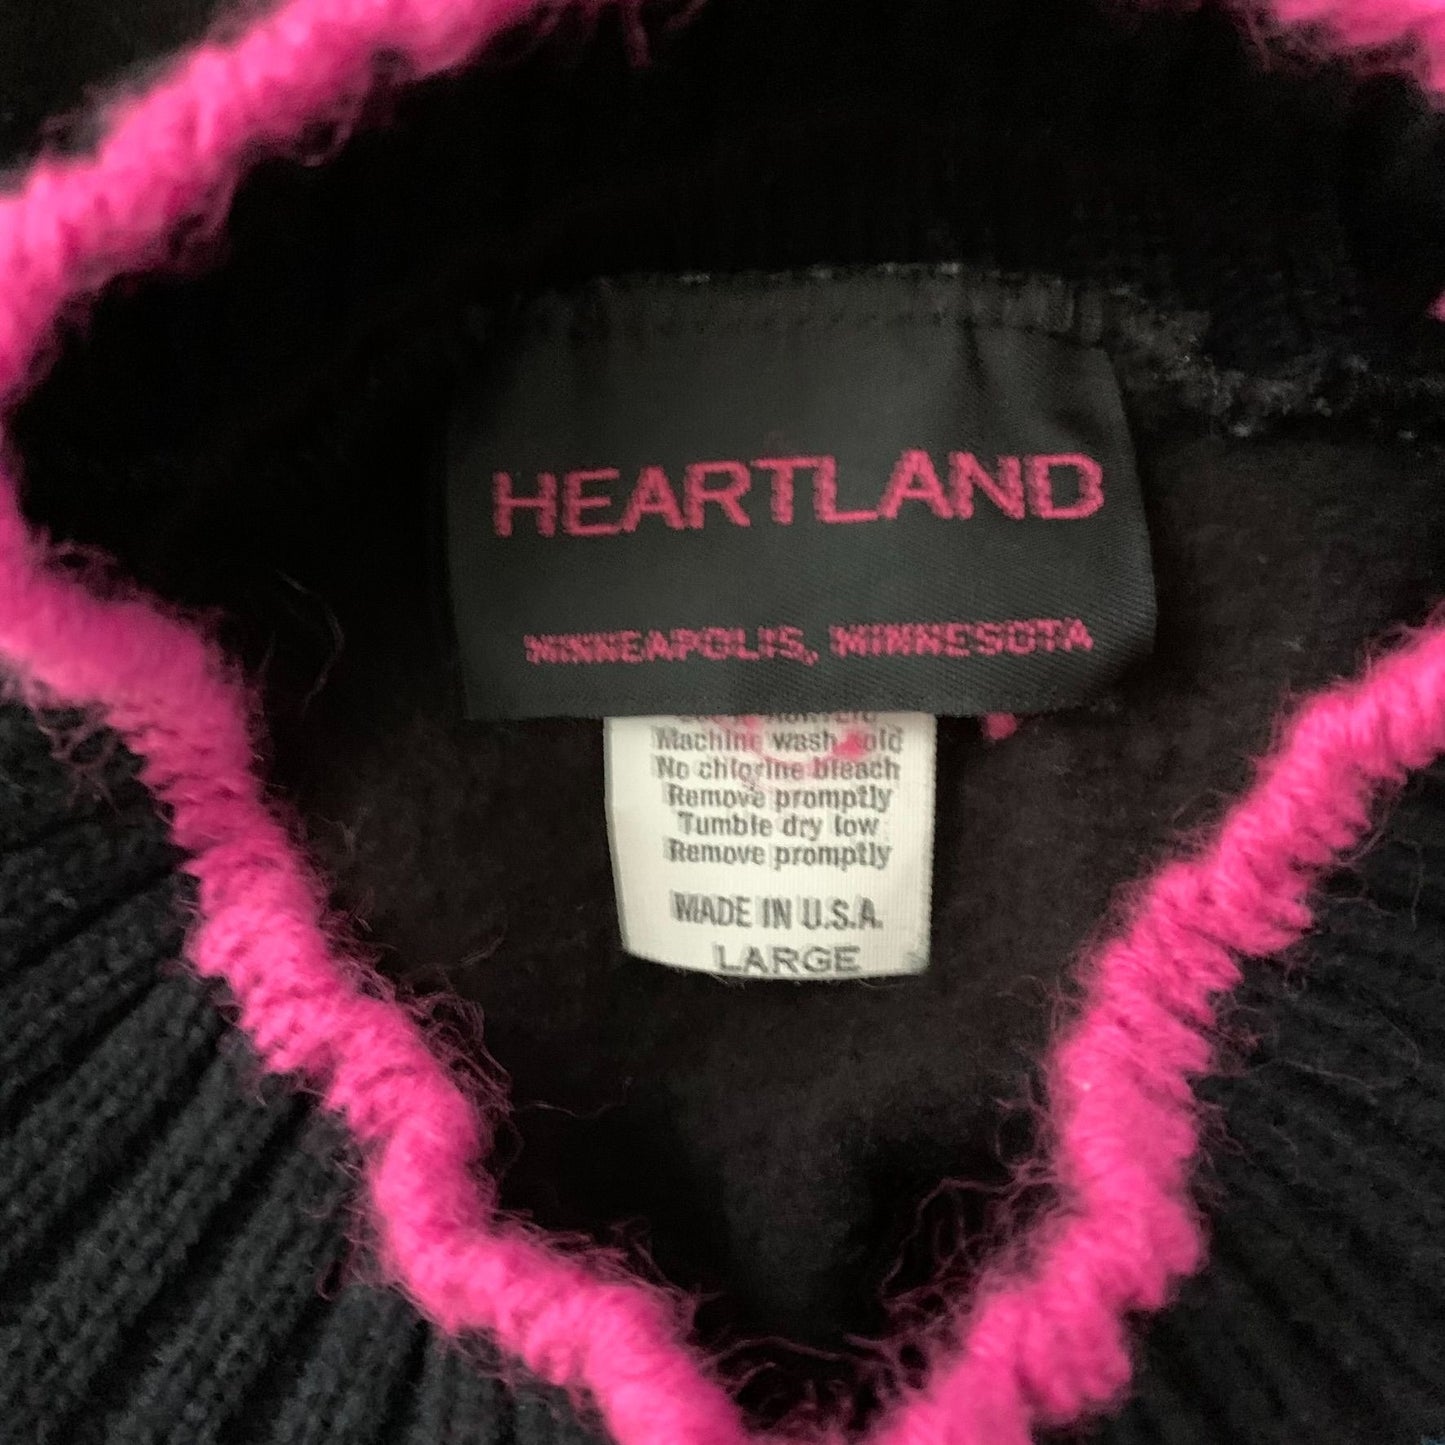 HEARTLAND
MINNEAPOLIS, MINNESOTA
Machine wash cold
No chlorine bleach
Remove promptly
Tumble dry low
Remove promptly
MADE IN U.S.A.
LARGE